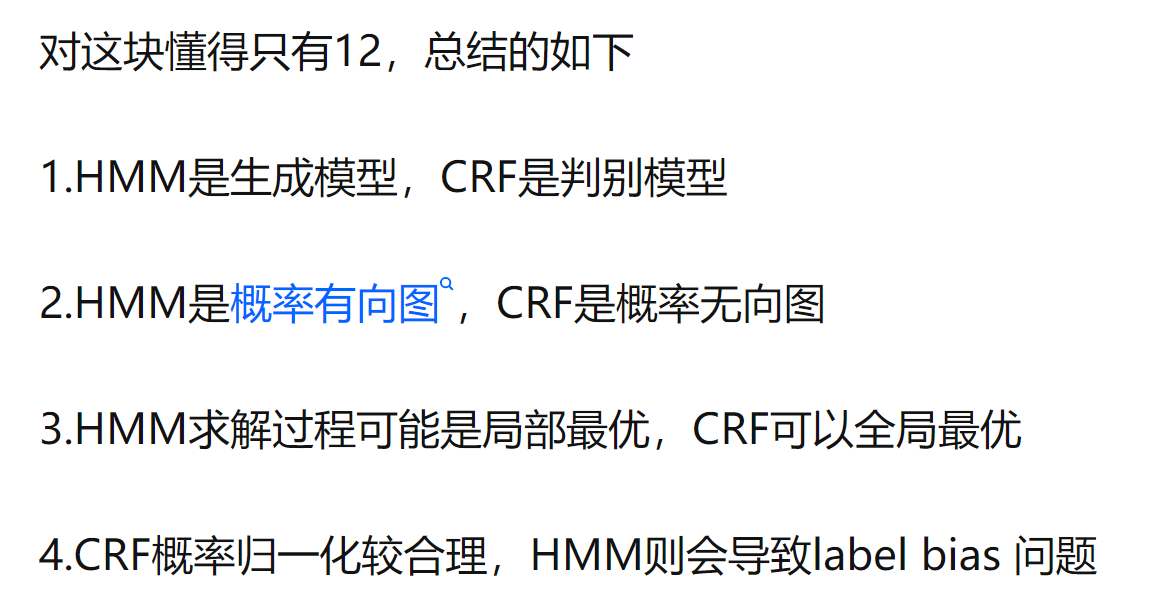 对这块懂得只有12，总结的如下
1.HMM是生成模型，CRF是判别模型
2.HMM是概率有向图，CRF是概率无向图
3.HMM求解过程可能是局部最优，CRF可以全局最优
4.CRF概率归一化较合理，HMM则会导致label bias 问题